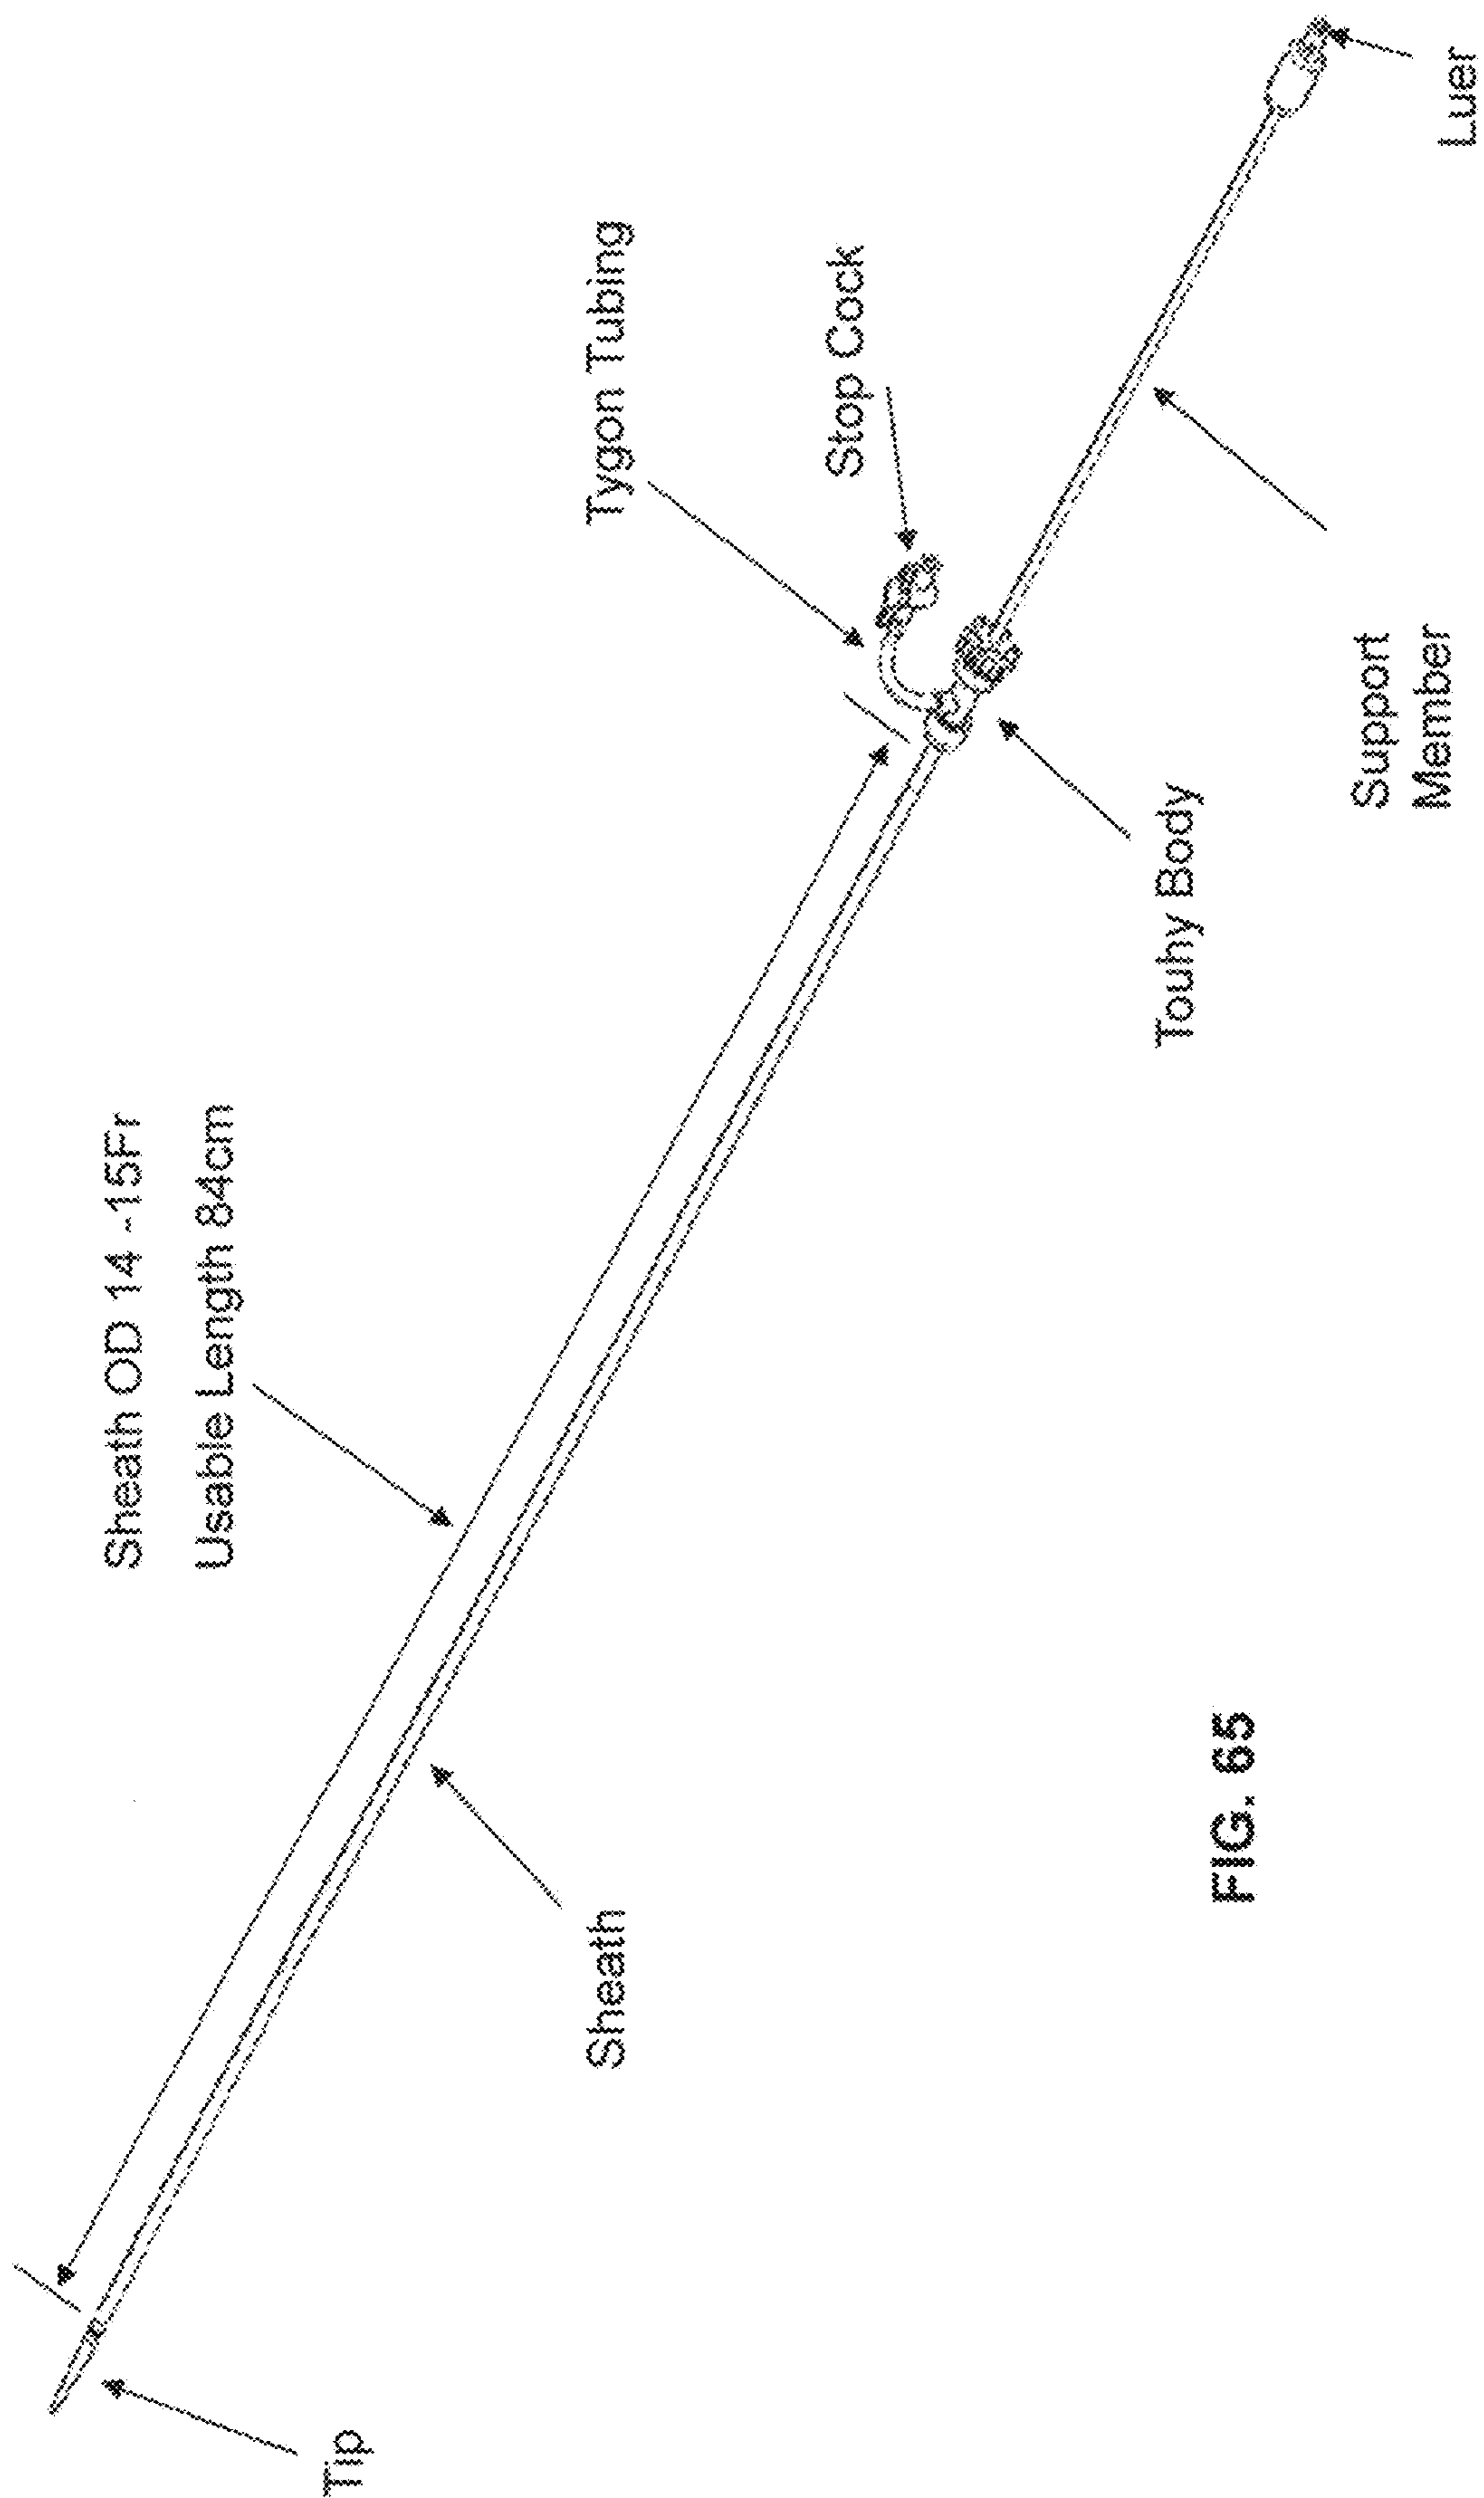 Sheath OD 14 -15Fr
Usable Length 84cm
Tygon Tubing
Stop Cock
Luer
Tip
Sheath
Touhy Body
Support
Member
FIG. 65